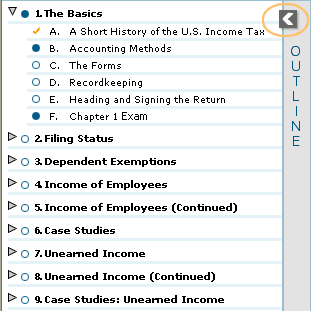 1. The Basics
A. A Short History of the U.S. Income Tax
B. Accounting Methods
C. The Forms
D. Recordkeeping
E. Heading and Signing the Return
F. Chapter 1 Exam
2. Filing Status
3. Dependent Exemptions
4. Income of Employees
5. Income of Employees (Continued)
6. Case Studies
7. Unearned Income
8. Unearned Income (Continued)
9. Case Studies: Unearned Income
OUTLINE